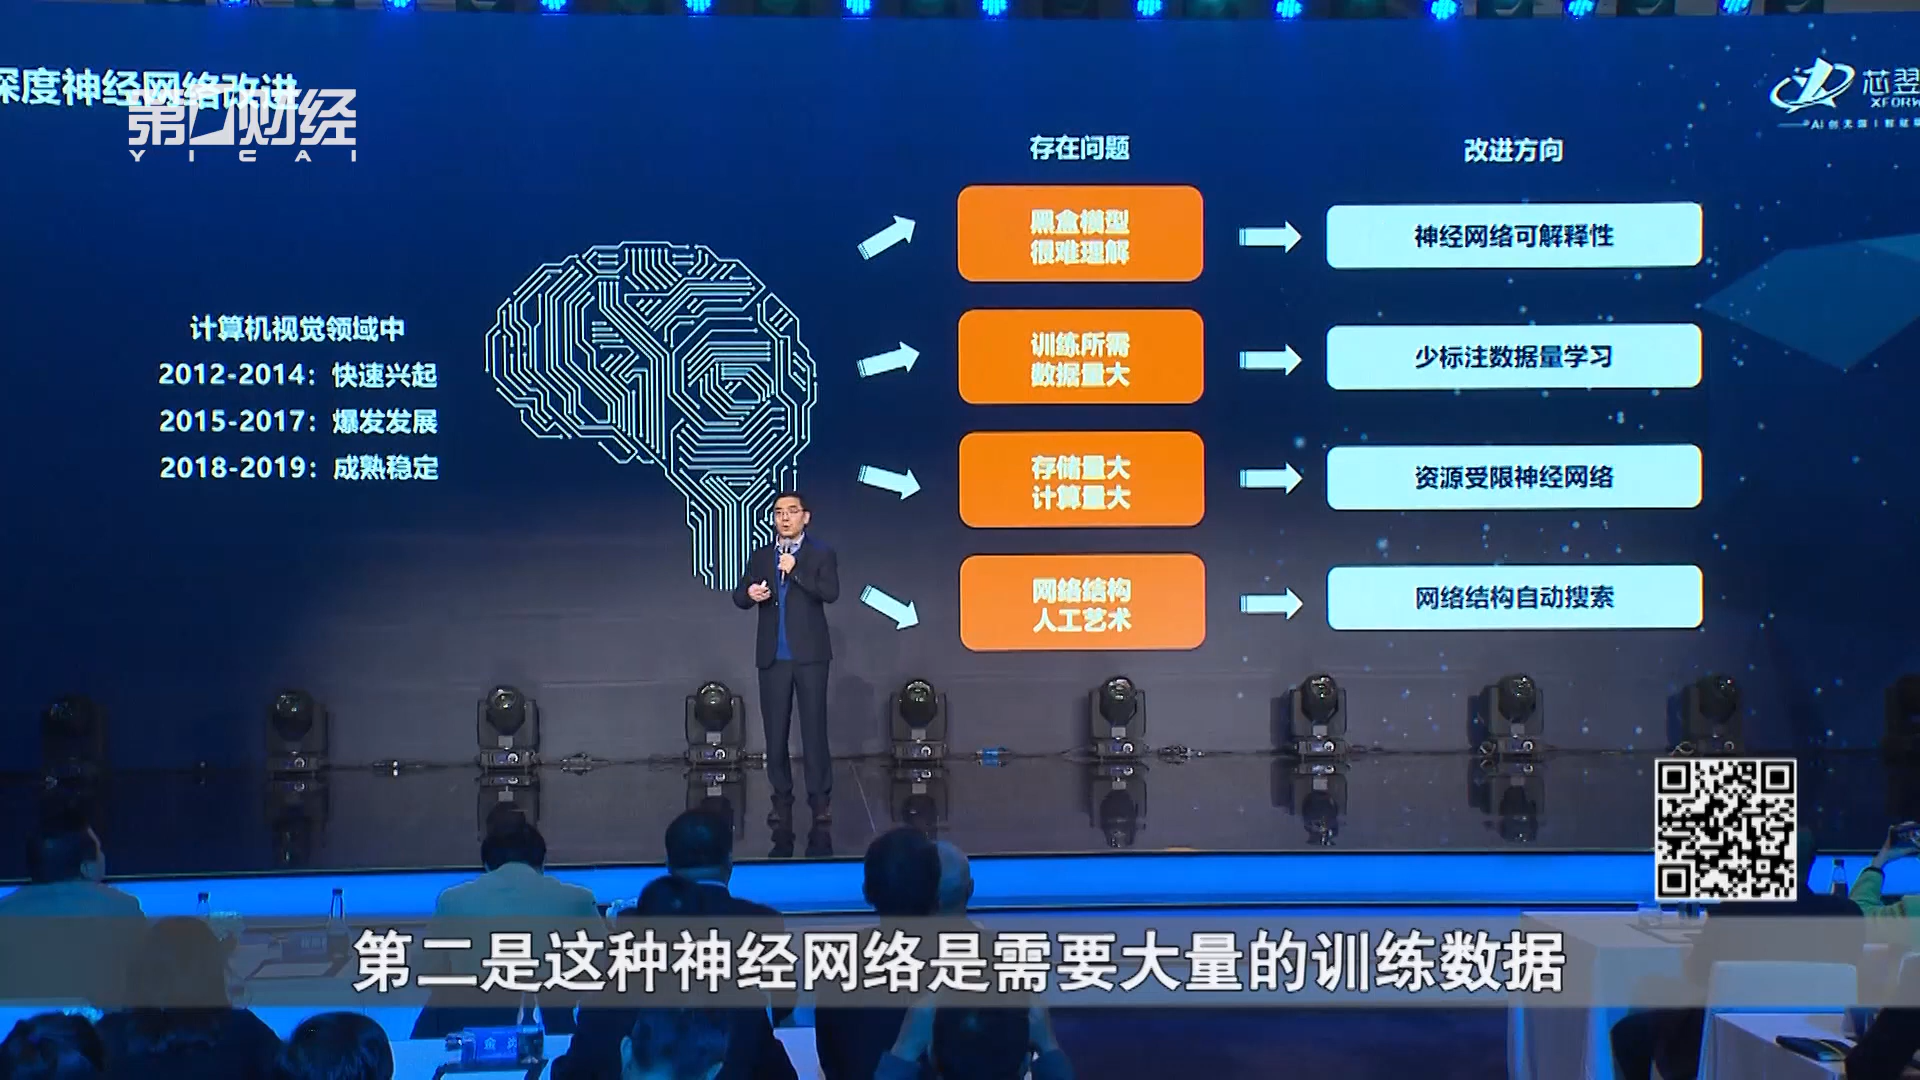 深度神经网络改进
第一财经
YICAI
芯翌
XFORW
存在问题
改进方向
黑盒模型
很难理解
神经网络可解释性
计算机视觉领域中
2012-2014：快速兴起
2015-2017：爆发发展
2018-2019：成熟稳定
训练所需
数据量大
少标注数据量学习
存储量大
计算量大
资源受限神经网络
网络结构
人工艺术
网络结构自动搜索
第二是这种神经网络是需要大量的训练数据